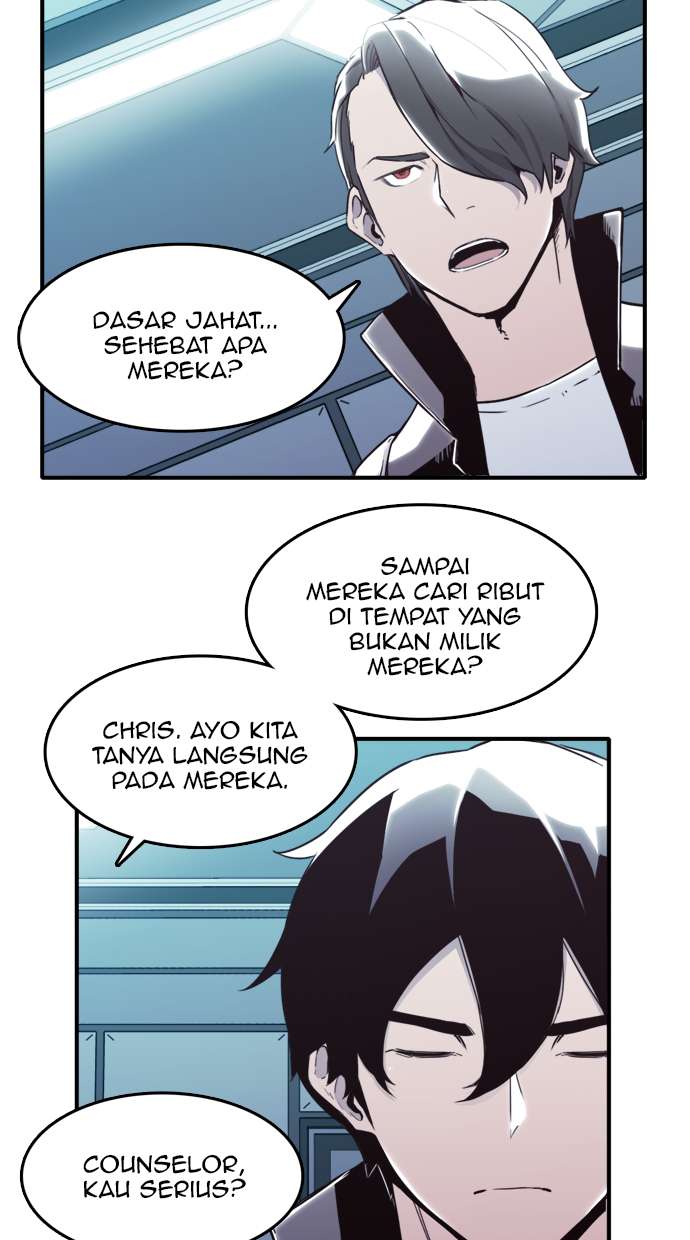 DASAR JAHAT...
SEHEBAT APA
MEREKA?
SAMPAI
MEREKA CARI RIBUT
DI TEMPAT YANG
BUKAN MILIK
MEREKA?
CHRIS. AYO KITA
TANYA LANGSUNG
PADA MEREKA.
COUNSELOR,
KAU SERIUS?